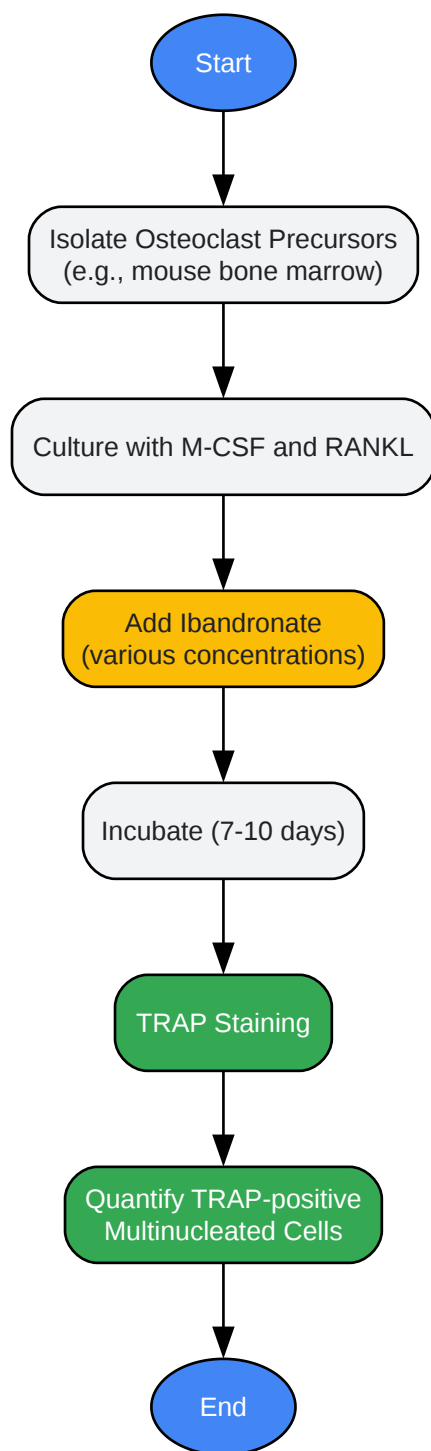 Start
Isolate Osteoclast Precursors
(e.g., mouse bone marrow)
Culture with M-CSF and RANKL
Add Ibandronate
(various concentrations)
Incubate (7-10 days)
TRAP Staining
Quantify TRAP-positive
Multinucleated Cells
End